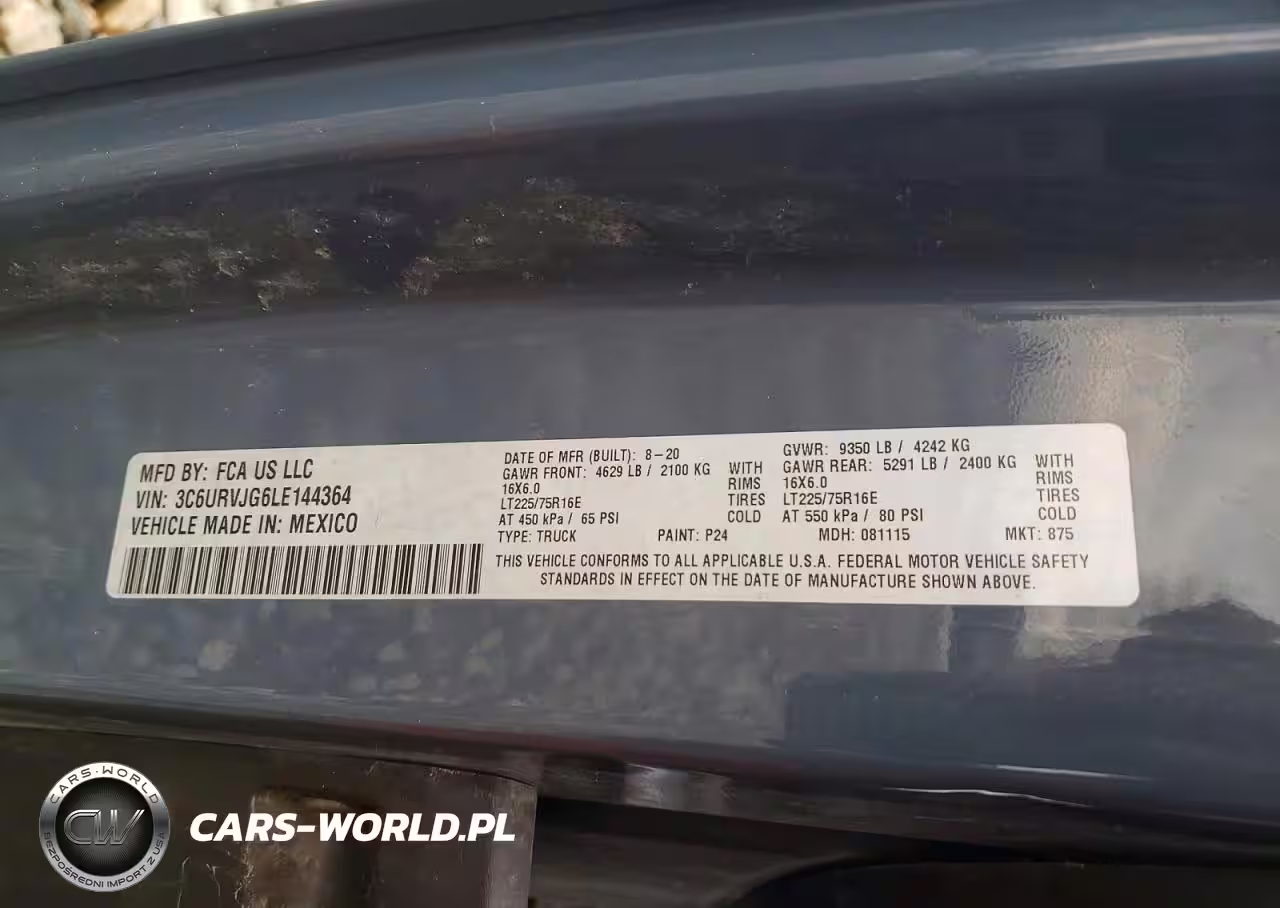 MFD BY: FCA US LLC
VIN: 3C6URVJG6LE144364
VEHICLE MADE IN: MEXICO
DATE OF MFR (BUILT): 8-20
GAWR FRONT: 4629 LB / 2100 KG WITH
16X6.0 RIMS
LT225/75R16E TIRES
AT 450 kPa / 65 PSI COLD
GVWR: 9350 LB / 4242 KG
GAWR REAR: 5291 LB / 2400 KG WITH
16X6.0 RIMS
LT225/75R16E TIRES
AT 550 kPa / 80 PSI COLD
TYPE: TRUCK PAINT: P24 MDH: 081115 MKT: 875
THIS VEHICLE CONFORMS TO ALL APPLICABLE U.S.A. FEDERAL MOTOR VEHICLE SAFETY
STANDARDS IN EFFECT ON THE DATE OF MANUFACTURE SHOWN ABOVE.
CARS-WORLD
CW
BEZPOŚREDNI IMPORT Z USA
CARS-WORLD.PL